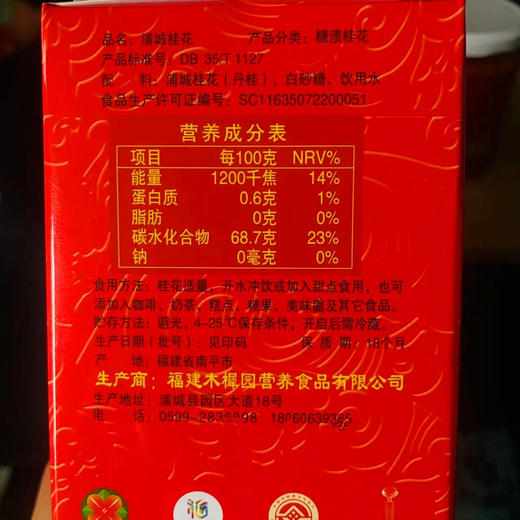 品名：蒲城桂花　产品分类：糖渍桂花
产品标准号：DB 35/T 1127
配　料：浦城桂花（丹桂）、白砂糖、饮用水
食品生产许可证编号：SC11635072200051
营养成分表
项目 每100克 NRV%
能量 1200千焦 14%
蛋白质 0.6克 1%
脂肪 0克 0%
碳水化合物 68.7克 23%
钠 0毫克 0%
食用方法：桂花适量，开水冲饮或加入甜点食用，也可
添加入咖啡、奶茶、糕点、糖果、美味羹及其它食品。
贮存方法：避光，4-25℃保存条件，开启后需冷藏。
生产日期（批号）：见印码　保 质 期：18个月
产　地：福建省南平市
生产商：福建木樨园营养食品有限公司
生产地址：浦城县园区大道18号
电　话：0599-